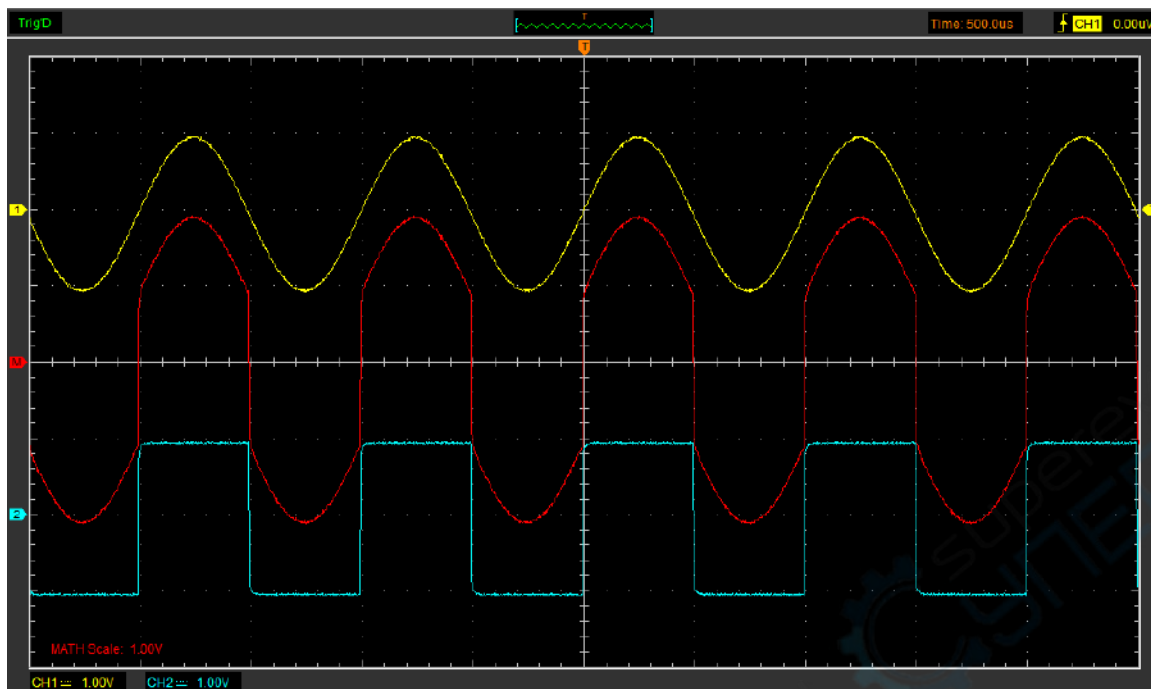 Trig'D
T
Time: 500.0us
CH1 0.00uV
T
1
M
2
MATH Scale: 1.00V
CH1 1.00V
CH2 1.00V